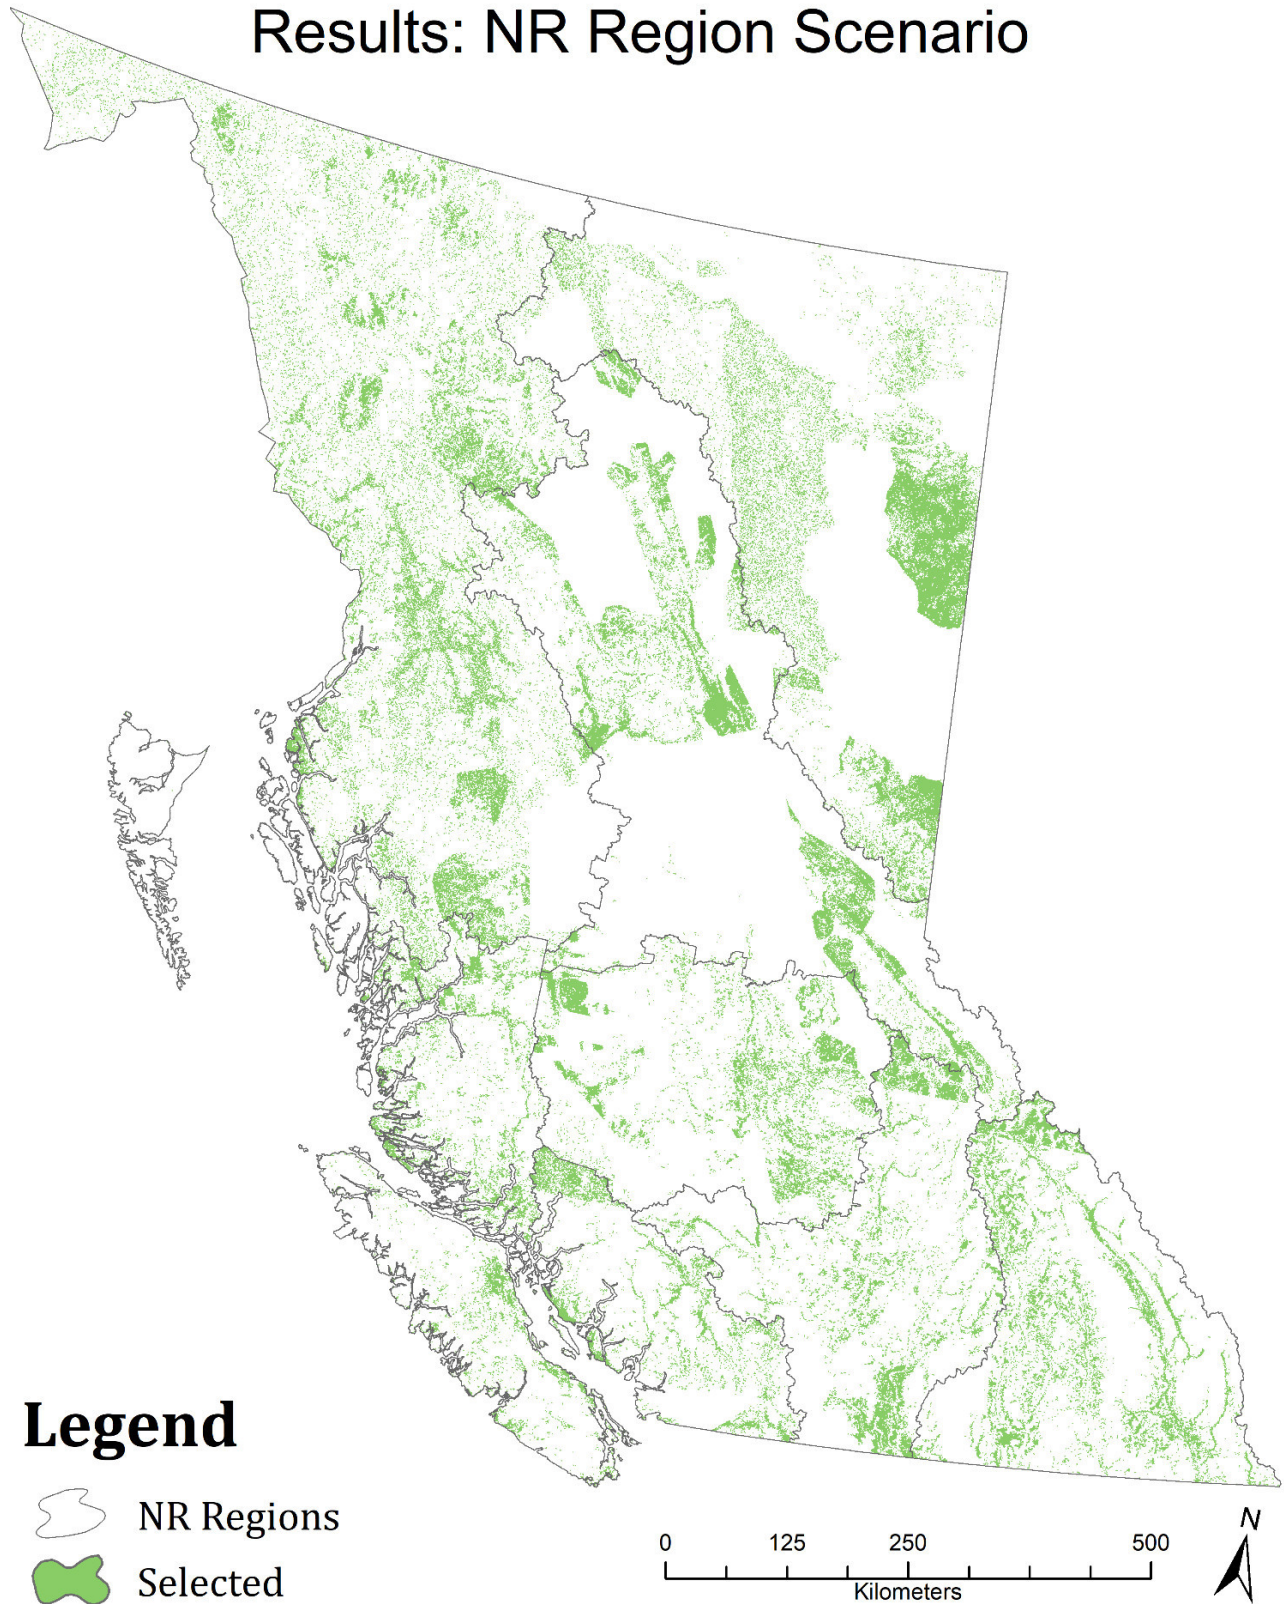 Results: NR Region Scenario
Legend
NR Regions
Selected
0 125 250 500
Kilometers
N